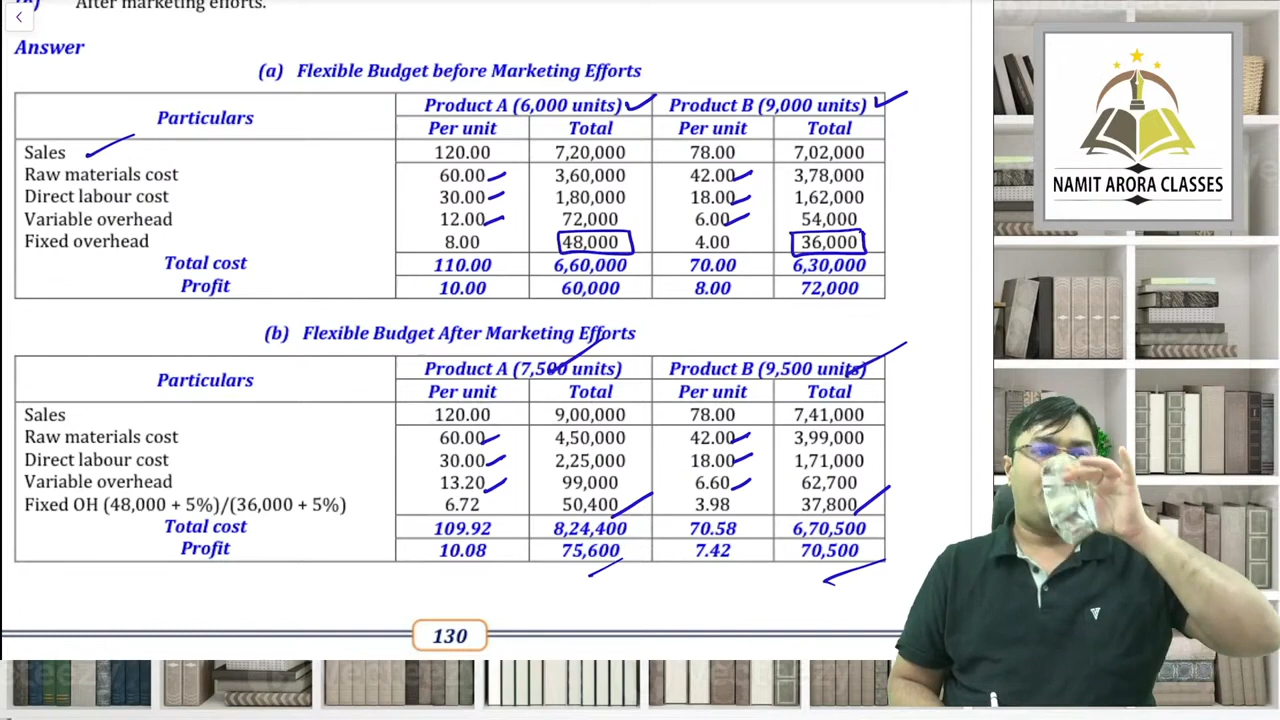 After marketing efforts.
Answer
(a) Flexible Budget before Marketing Efforts
Particulars Product A (6,000 units) Product B (9,000 units)
Per unit Total Per unit Total
Sales 120.00 7,20,000 78.00 7,02,000
Raw materials cost 60.00 3,60,000 42.00 3,78,000
Direct labour cost 30.00 1,80,000 18.00 1,62,000
Variable overhead 12.00 72,000 6.00 54,000
Fixed overhead 8.00 48,000 4.00 36,000
Total cost 110.00 6,60,000 70.00 6,30,000
Profit 10.00 60,000 8.00 72,000
(b) Flexible Budget After Marketing Efforts
Particulars Product A (7,500 units) Product B (9,500 units)
Per unit Total Per unit Total
Sales 120.00 9,00,000 78.00 7,41,000
Raw materials cost 60.00 4,50,000 42.00 3,99,000
Direct labour cost 30.00 2,25,000 18.00 1,71,000
Variable overhead 13.20 99,000 6.60 62,700
Fixed OH (48,000 + 5%)/(36,000 + 5%) 6.72 50,400 3.98 37,800
Total cost 109.92 8,24,400 70.58 6,70,500
Profit 10.08 75,600 7.42 70,500
130
NAMIT ARORA CLASSES